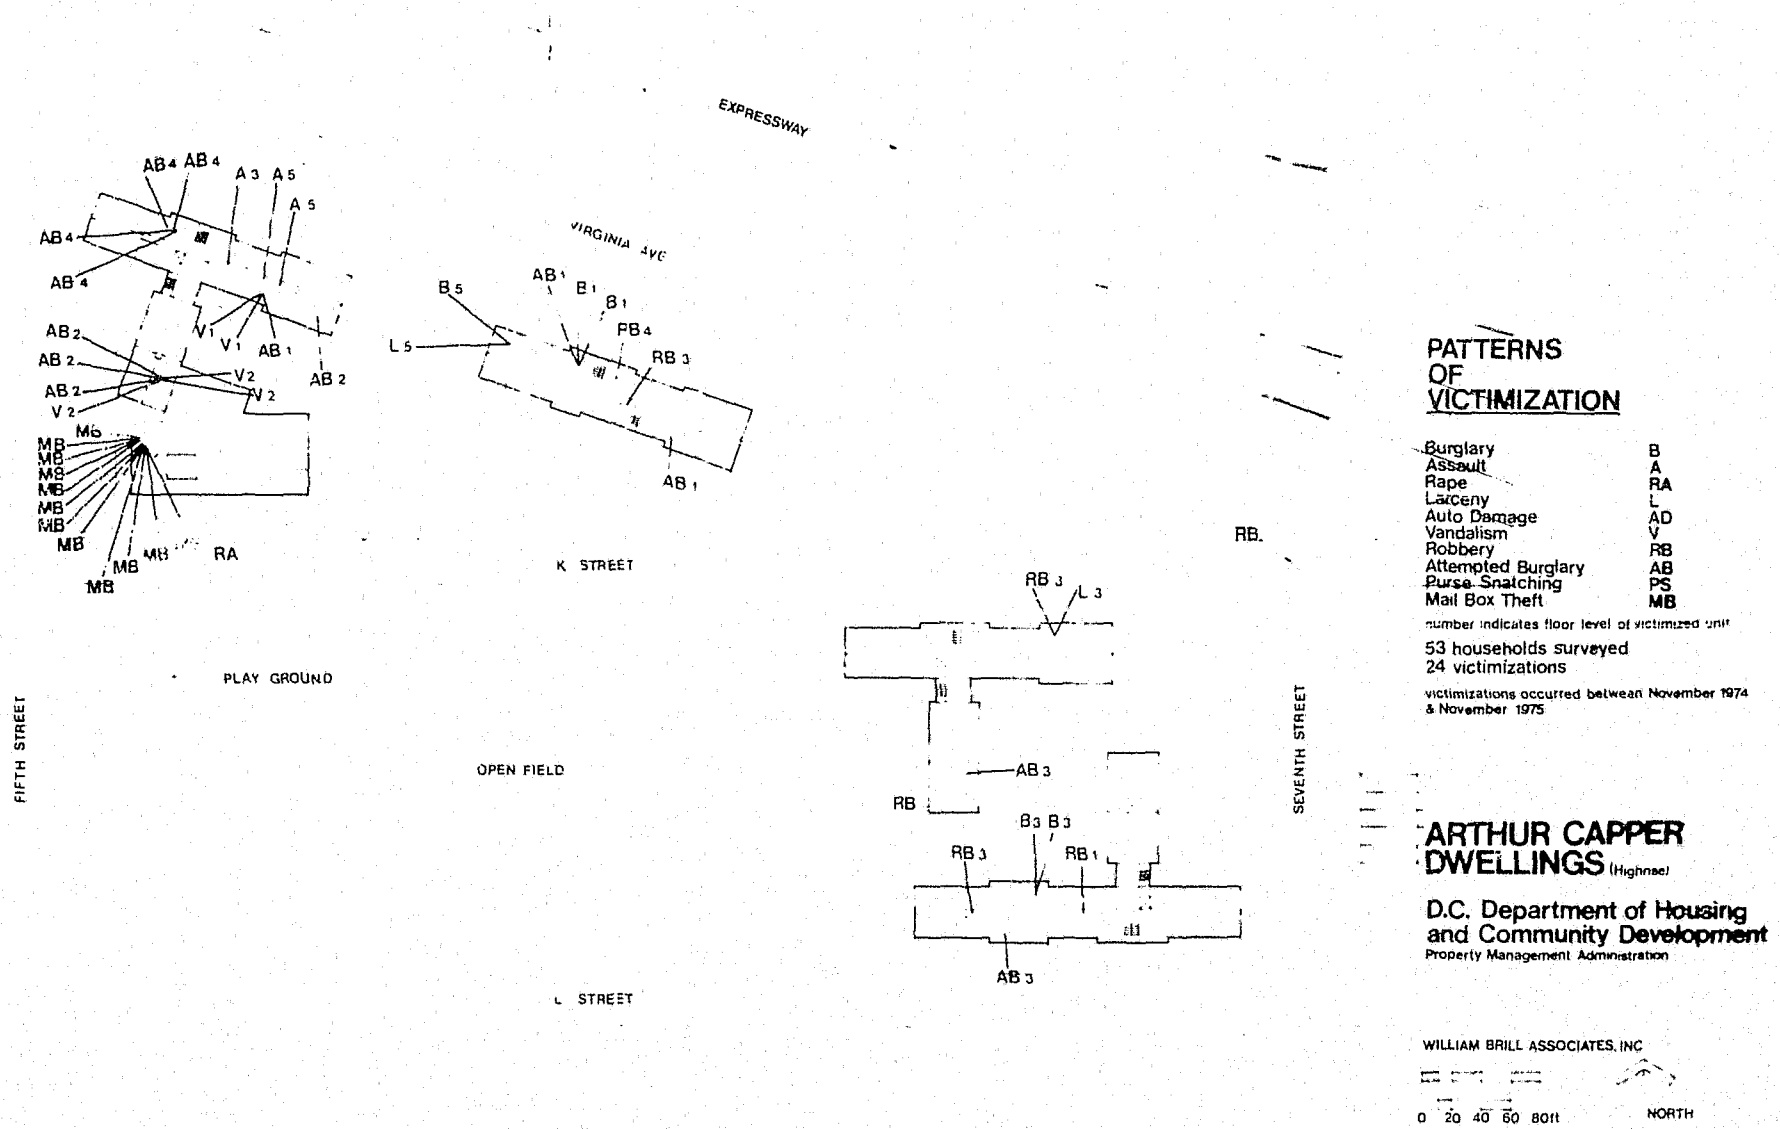 EXPRESSWAY
AB 4 AB 4
A 3 A 5
A 5
AB 4
AB 4
VIRGINIA AVE
B 5
AB 1
B 1
B 1
RB 3
L 5
V 1
V 1
AB 1
AB 2
AB 2
AB 2
AB 2
V 2
V 2
V 2
MB
MB
MB
MB
MB
MB
MB
MB
MB
MB
MB
RA
AB 1
K STREET
RB
RB 3
L 3
PLAY GROUND
FIFTH STREET
OPEN FIELD
SEVENTH STREET
AB 3
RB
B 3 B 3
RB 3
RB 1
AB 3
L STREET
PATTERNS
OF
VICTIMIZATION
Burglary B
Assault A
Rape RA
Larceny L
Auto Damage AD
Vandalism V
Robbery RB
Attempted Burglary AB
Purse Snatching PS
Mail Box Theft MB
number indicates floor level of victimized unit
53 households surveyed
24 victimizations
victimizations occurred between November 1974
& November 1975
ARTHUR CAPPER
DWELLINGS (Highrise)
D.C. Department of Housing
and Community Development
Property Management Administration
WILLIAM BRILL ASSOCIATES, INC
0 20 40 60 80ft
NORTH